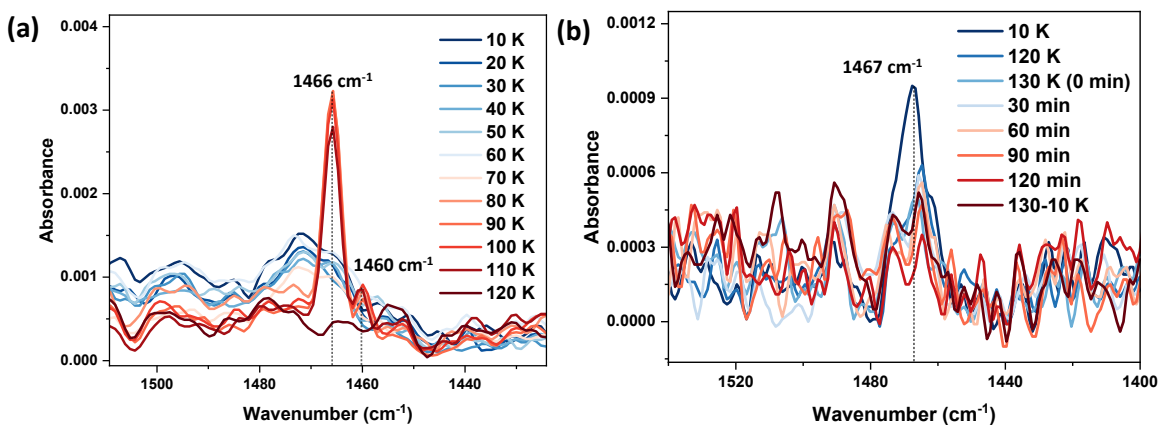 (a)
0.004
0.003
0.002
0.001
0.000
Absorbance
1500
1480
1460
1440
Wavenumber (cm⁻¹)
1466 cm⁻¹
1460 cm⁻¹
10 K
20 K
30 K
40 K
50 K
60 K
70 K
80 K
90 K
100 K
110 K
120 K
(b)
0.0012
0.0009
0.0006
0.0003
0.0000
Absorbance
1520
1480
1440
1400
Wavenumber (cm⁻¹)
1467 cm⁻¹
10 K
120 K
130 K (0 min)
30 min
60 min
90 min
120 min
130-10 K